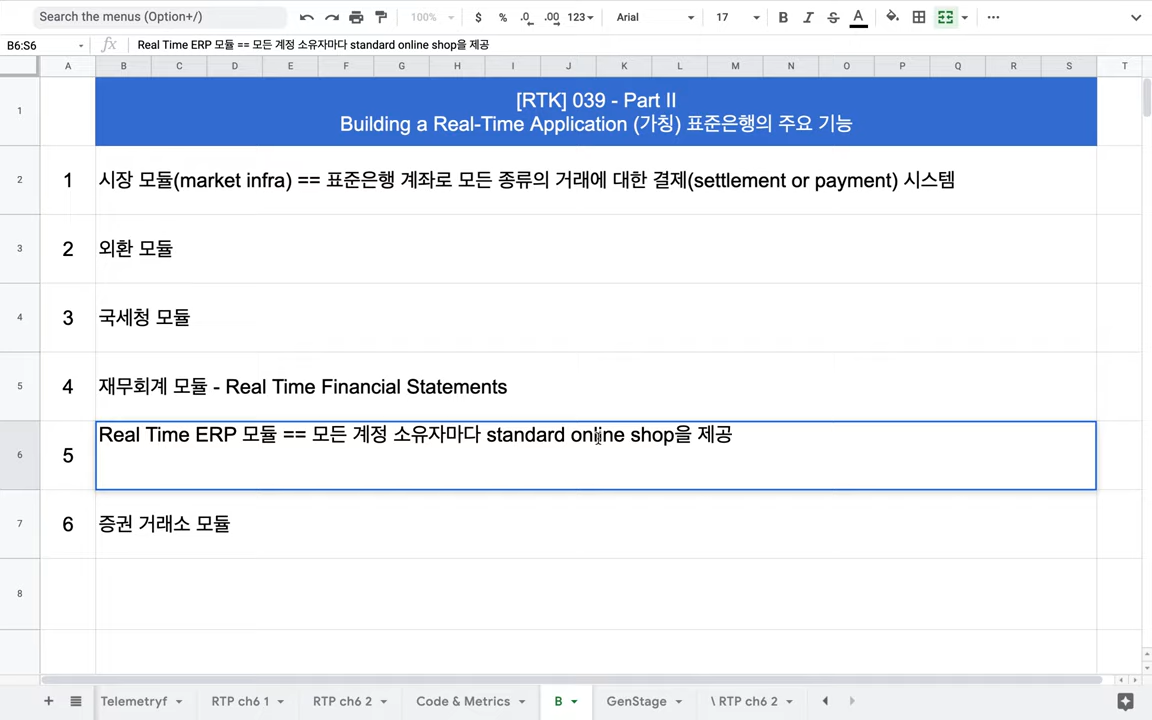 Search the menus (Option+/)
100%
$ % .0 .00 123
Arial
17
B I S A
B6:S6
fx
Real Time ERP 모듈 == 모든 계정 소유자마다 standard online shop을 제공
A B C D E F G H I J K L M N O P Q R S T
1
[RTK] 039 - Part II
Building a Real-Time Application (가칭) 표준은행의 주요 기능
2
1 시장 모듈(market infra) == 표준은행 계좌로 모든 종류의 거래에 대한 결제(settlement or payment) 시스템
3
2 외환 모듈
4
3 국세청 모듈
5
4 재무회계 모듈 - Real Time Financial Statements
6
5 Real Time ERP 모듈 == 모든 계정 소유자마다 standard online shop을 제공
7
6 증권 거래소 모듈
8
Telemetryf
RTP ch6 1
RTP ch6 2
Code & Metrics
B
GenStage
\ RTP ch6 2